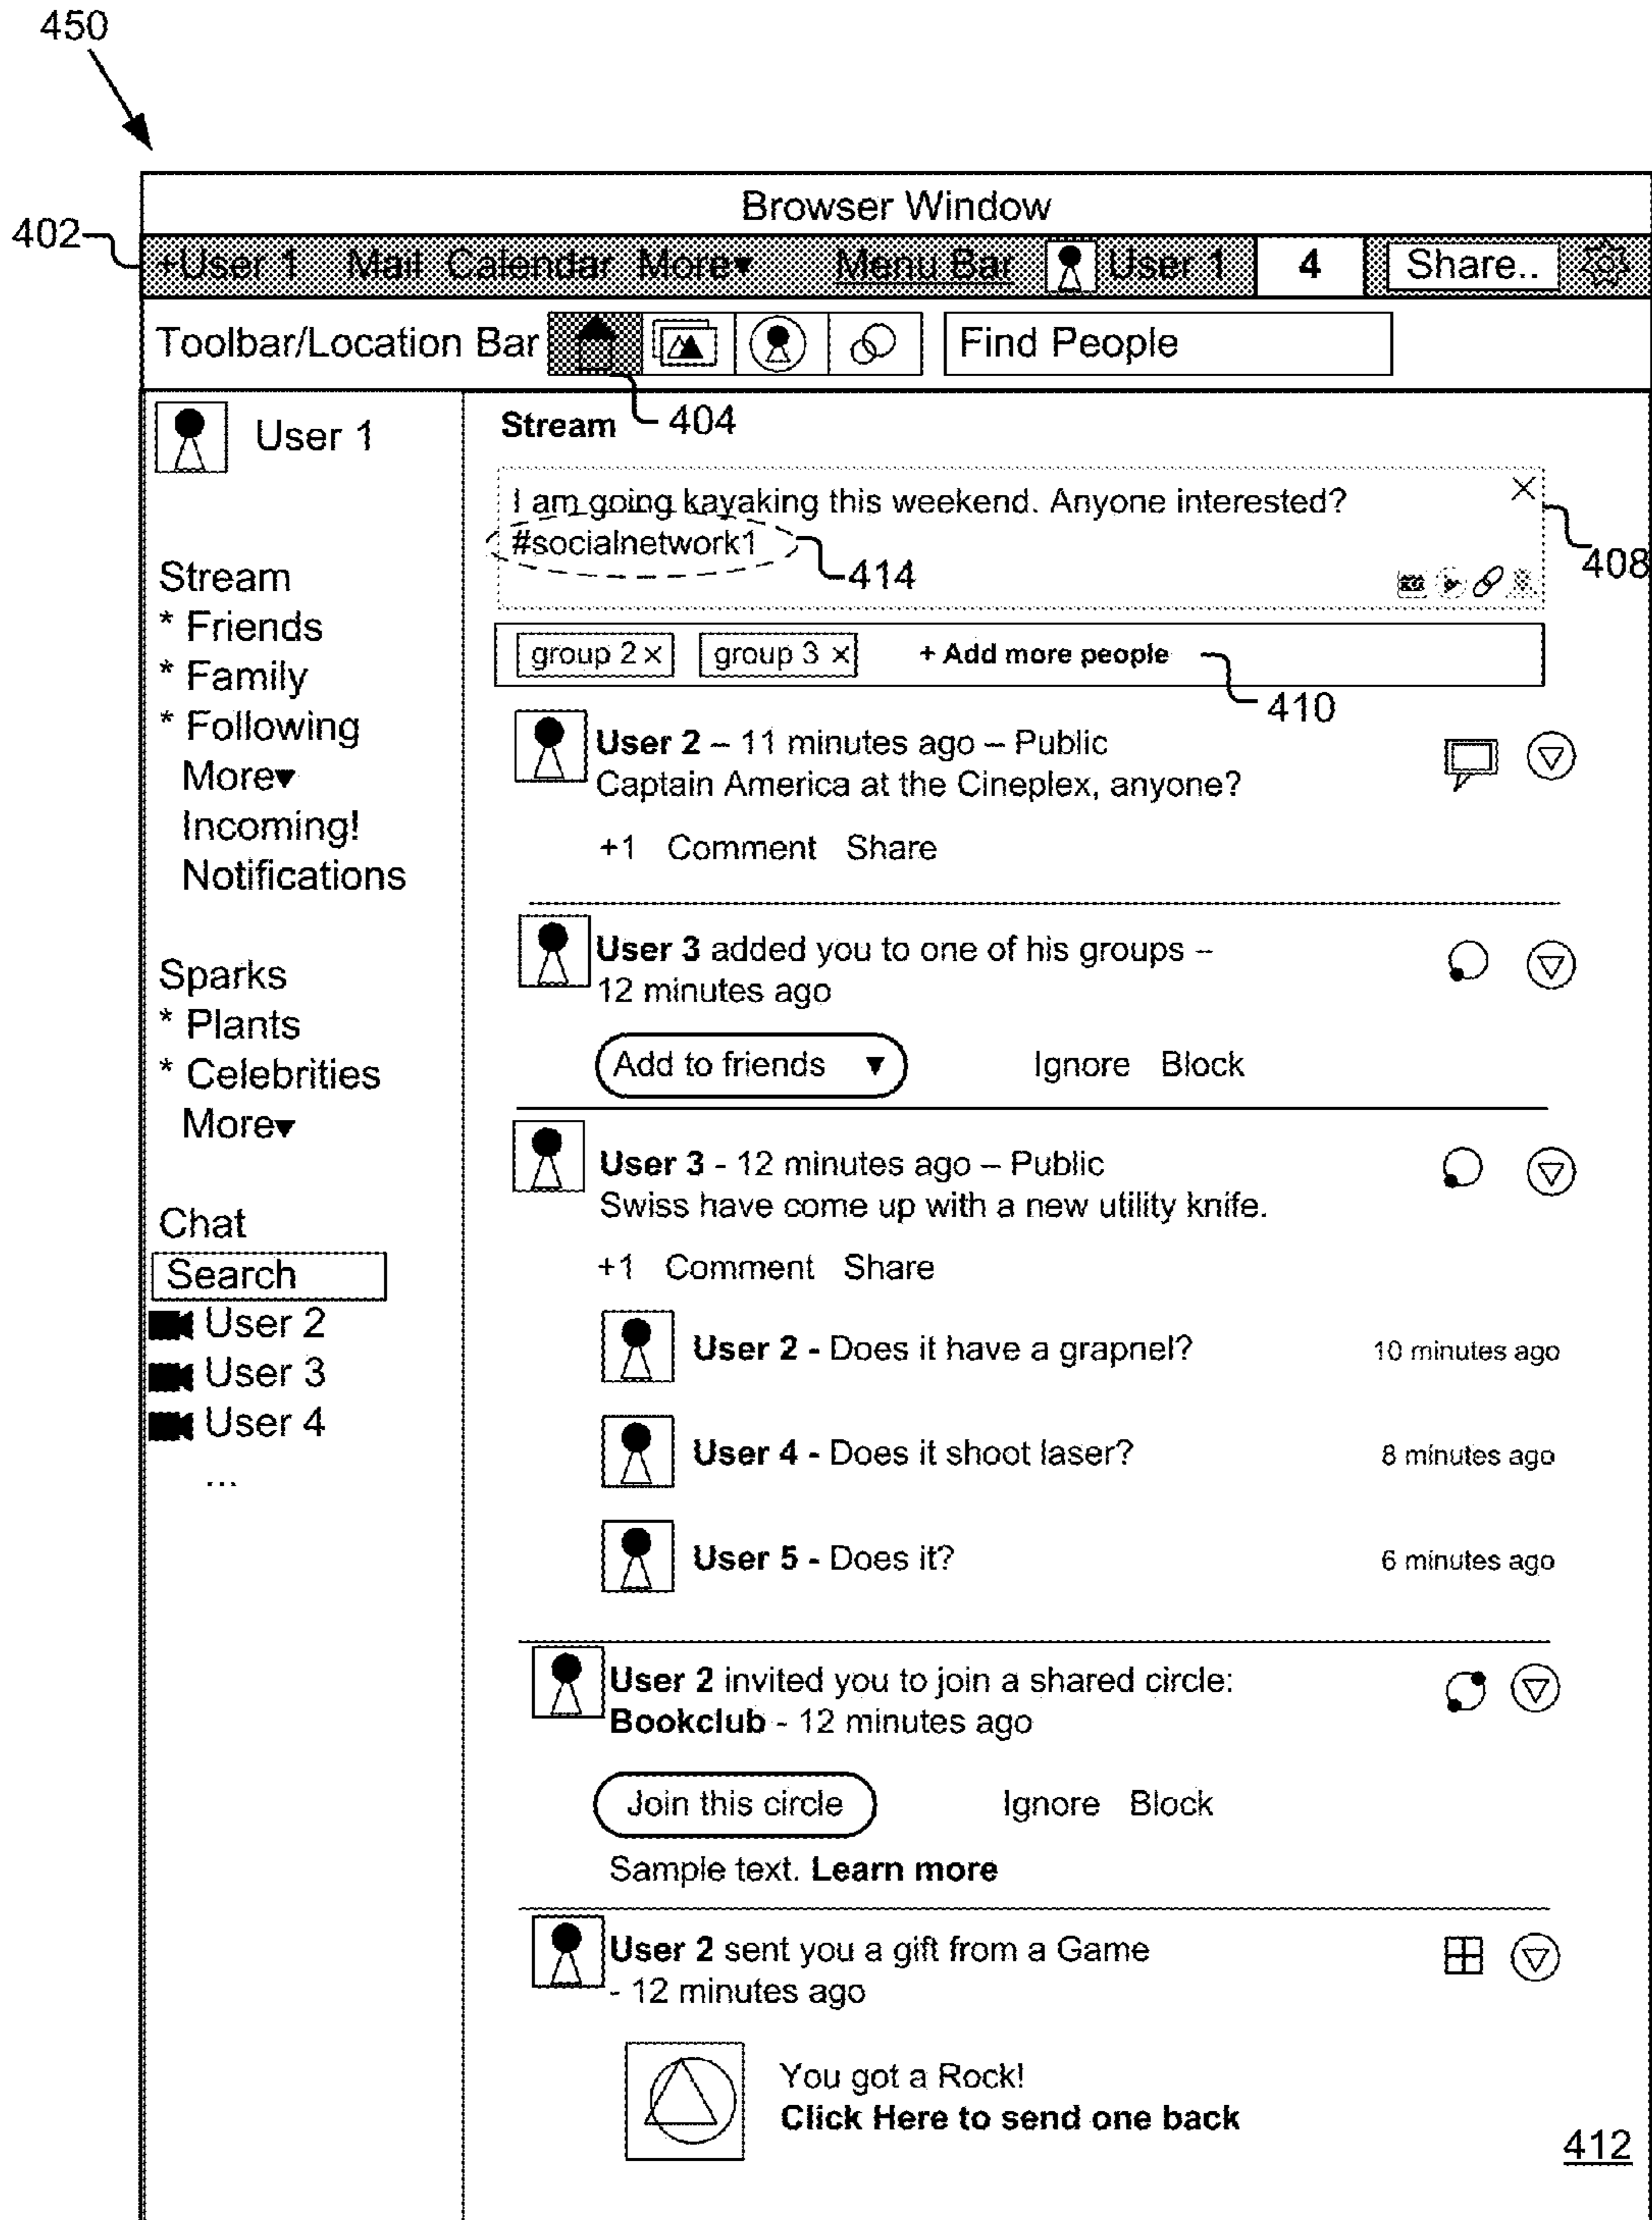 450
Browser Window
402
+User 1 Mail Calendar More▾ Menu Bar User 1 4 Share..
Toolbar/Location Bar Find People
404
User 1
Stream
* Friends
* Family
* Following
More▾
Incoming!
Notifications
Sparks
* Plants
* Celebrities
More▾
Chat
Search
User 2
User 3
User 4
...
Stream
I am going kayaking this weekend. Anyone interested?
#socialnetwork1
414
408
group 2 × group 3 × + Add more people
410
User 2 – 11 minutes ago – Public
Captain America at the Cineplex, anyone?
+1 Comment Share
User 3 added you to one of his groups –
12 minutes ago
Add to friends ▼ Ignore Block
User 3 - 12 minutes ago – Public
Swiss have come up with a new utility knife.
+1 Comment Share
User 2 - Does it have a grapnel? 10 minutes ago
User 4 - Does it shoot laser? 8 minutes ago
User 5 - Does it? 6 minutes ago
User 2 invited you to join a shared circle:
Bookclub - 12 minutes ago
Join this circle Ignore Block
Sample text. Learn more
User 2 sent you a gift from a Game
- 12 minutes ago
You got a Rock!
Click Here to send one back
412